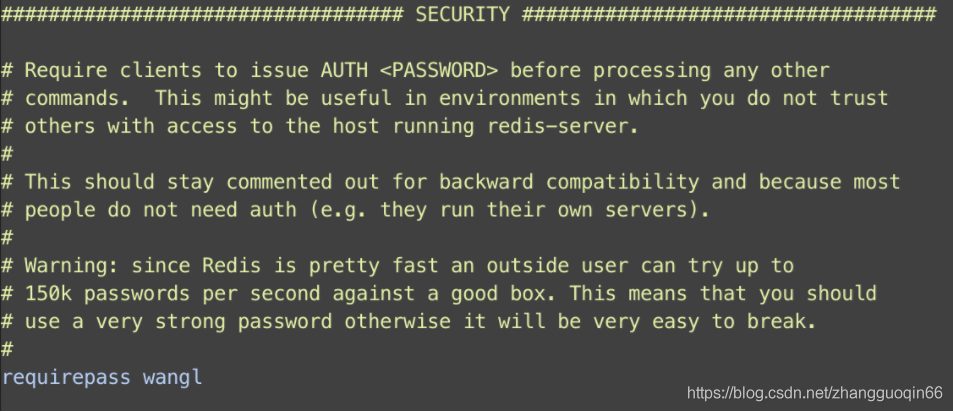 ################################## SECURITY ###################################
# Require clients to issue AUTH <PASSWORD> before processing any other
# commands.  This might be useful in environments in which you do not trust
# others with access to the host running redis-server.
#
# This should stay commented out for backward compatibility and because most
# people do not need auth (e.g. they run their own servers).
#
# Warning: since Redis is pretty fast an outside user can try up to
# 150k passwords per second against a good box. This means that you should
# use a very strong password otherwise it will be very easy to break.
#
requirepass wangl
https://blog.csdn.net/zhangguoqin66